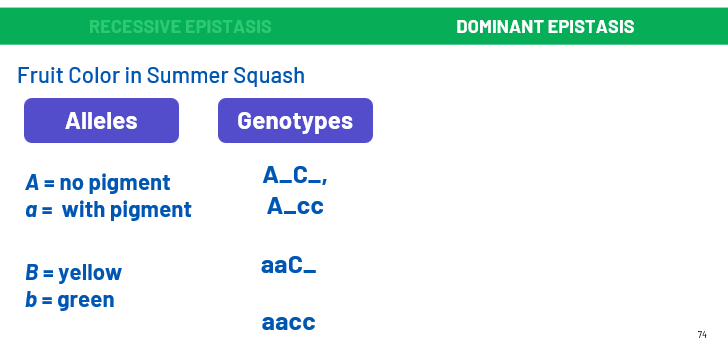 RECESSIVE EPISTASIS
DOMINANT EPISTASIS
Fruit Color in Summer Squash
Alleles
Genotypes
A = no pigment
a = with pigment
B = yellow
b = green
A_C_,
A_cc
aaC_
aacc
74